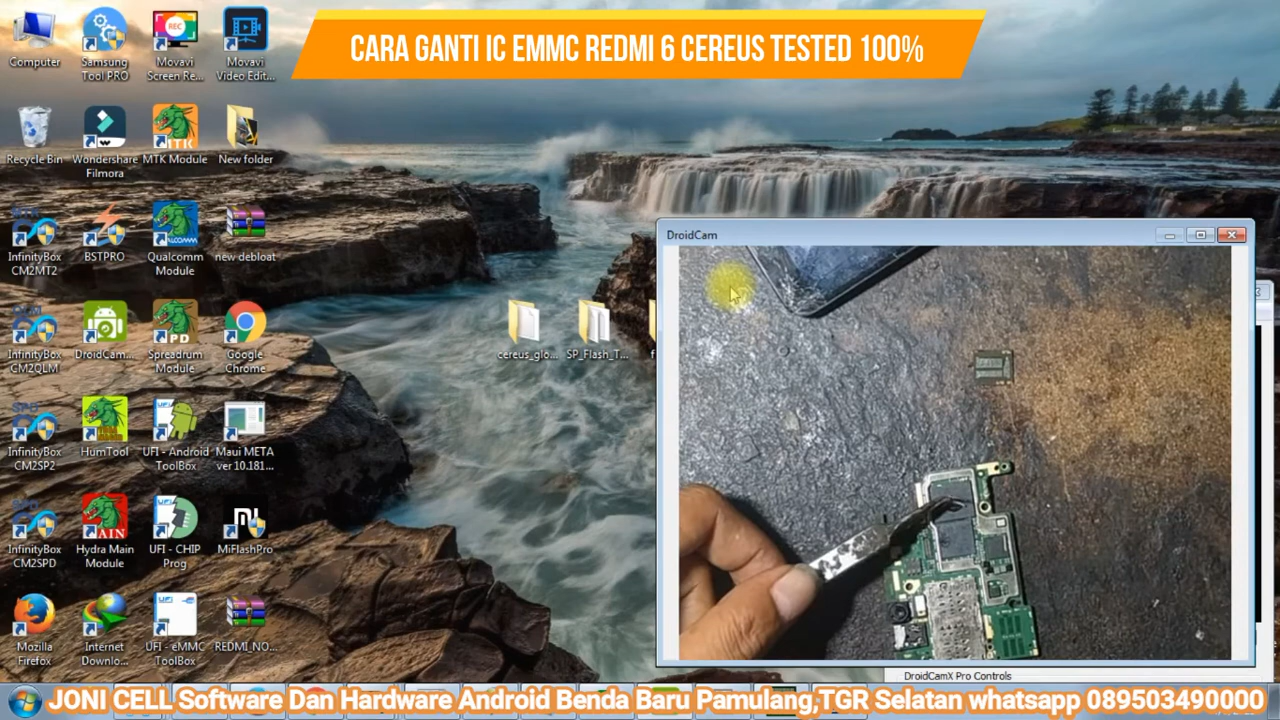 CARA GANTI IC EMMC REDMI 6 CEREUS TESTED 100%
Computer
Samsung
Tool PRO
Movavi
Screen Re...
Movavi
Video Edit...
REC
Recycle Bin
Wondershare
Filmora
MTK Module
New folder
InfinityBox
CM2MT2
BSTPRO
Qualcomm
Module
new debloat
InfinityBox
CM2QLM
DroidCam...
Spreadrum
Module
Google
Chrome
cereus_glo...
SP_Flash_T...
InfinityBox
CM2SP2
HumTool
UFI - Android
ToolBox
Maui META
ver 10.181...
InfinityBox
CM2SPD
Hydra Main
Module
UFI - CHIP
Prog
MiFlashPro
Mozilla
Firefox
Internet
Downlo...
UFI - eMMC
ToolBox
REDMI_NO...
DroidCam
DroidCamX Pro Controls
JONI CELL Software Dan Hardware Android Benda Baru Pamulang,TGR Selatan whatsapp 089503490000